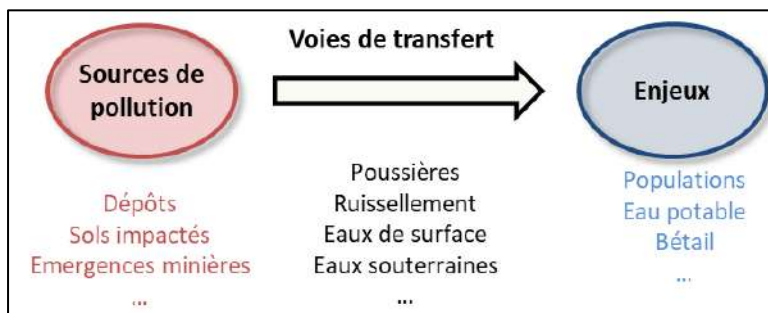 Sources de
pollution
Voies de transfert
Enjeux
Dépôts
Sols impactés
Emergences minières
...
Poussières
Ruissellement
Eaux de surface
Eaux souterraines
...
Populations
Eau potable
Bétail
...